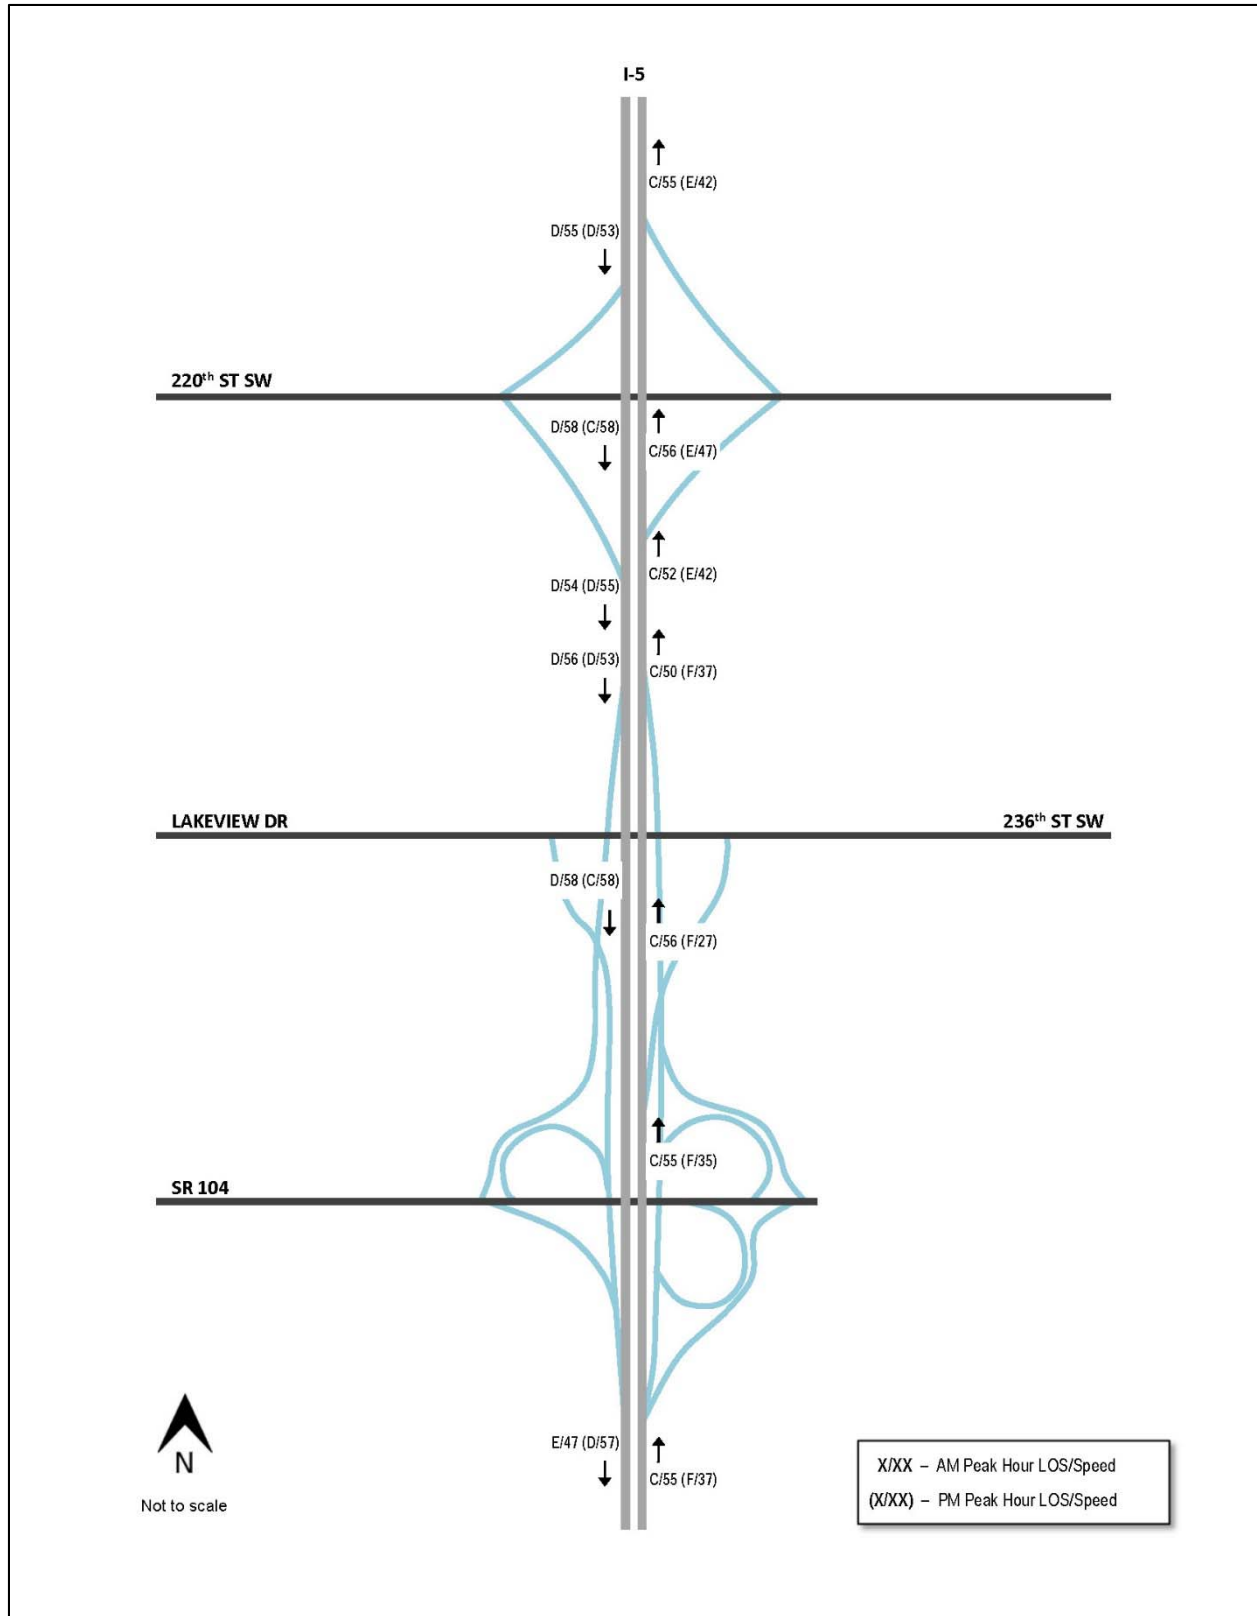 I-5
C/55 (E/42)
D/55 (D/53)
220th ST SW
D/58 (C/58)
C/56 (E/47)
C/52 (E/42)
D/54 (D/55)
D/56 (D/53)
C/50 (F/37)
LAKEVIEW DR
236th ST SW
D/58 (C/58)
C/56 (F/27)
C/55 (F/35)
SR 104
N
Not to scale
E/47 (D/57)
C/55 (F/37)
X/XX – AM Peak Hour LOS/Speed
(X/XX) – PM Peak Hour LOS/Speed